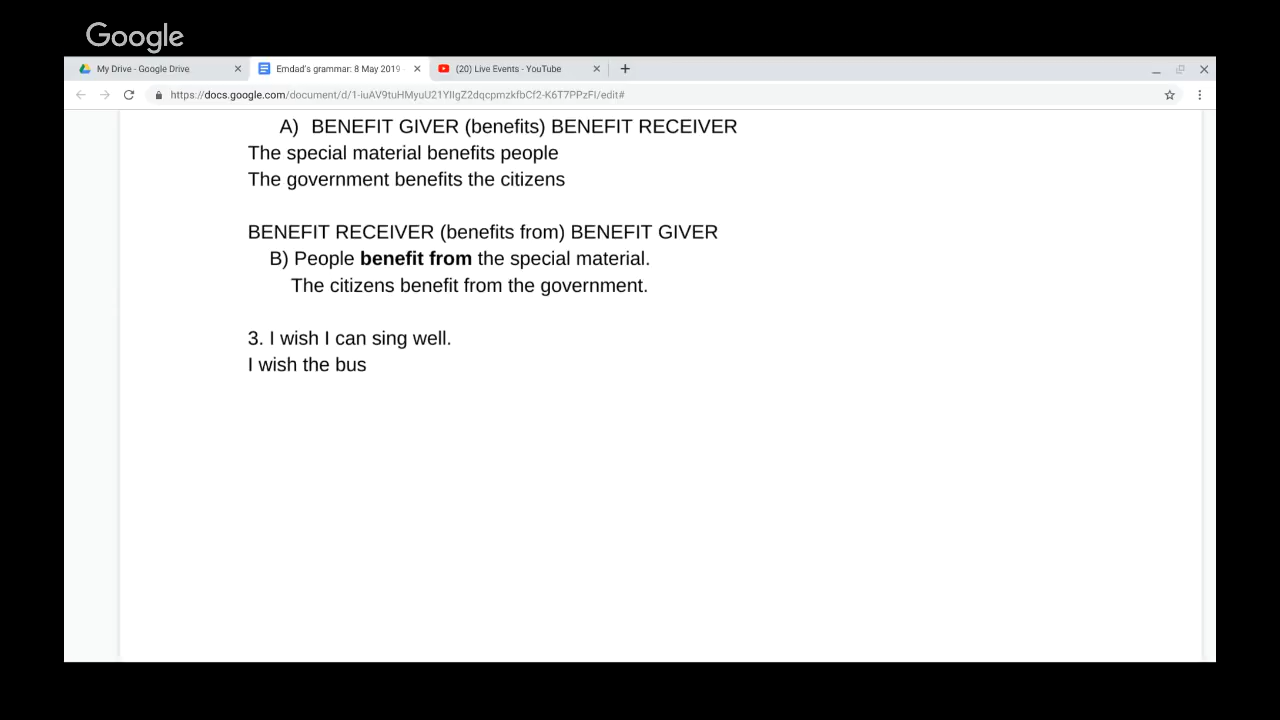 Google
My Drive - Google Drive
Emdad's grammar: 8 May 2019
(20) Live Events - YouTube
https://docs.google.com/document/d/1-iuAV9tuHMyuU21YIIgZ2dqcpmzkfbCf2-K6T7PPzFI/edit#
A) BENEFIT GIVER (benefits) BENEFIT RECEIVER
The special material benefits people
The government benefits the citizens
BENEFIT RECEIVER (benefits from) BENEFIT GIVER
B) People benefit from the special material.
The citizens benefit from the government.
3. I wish I can sing well.
I wish the bus